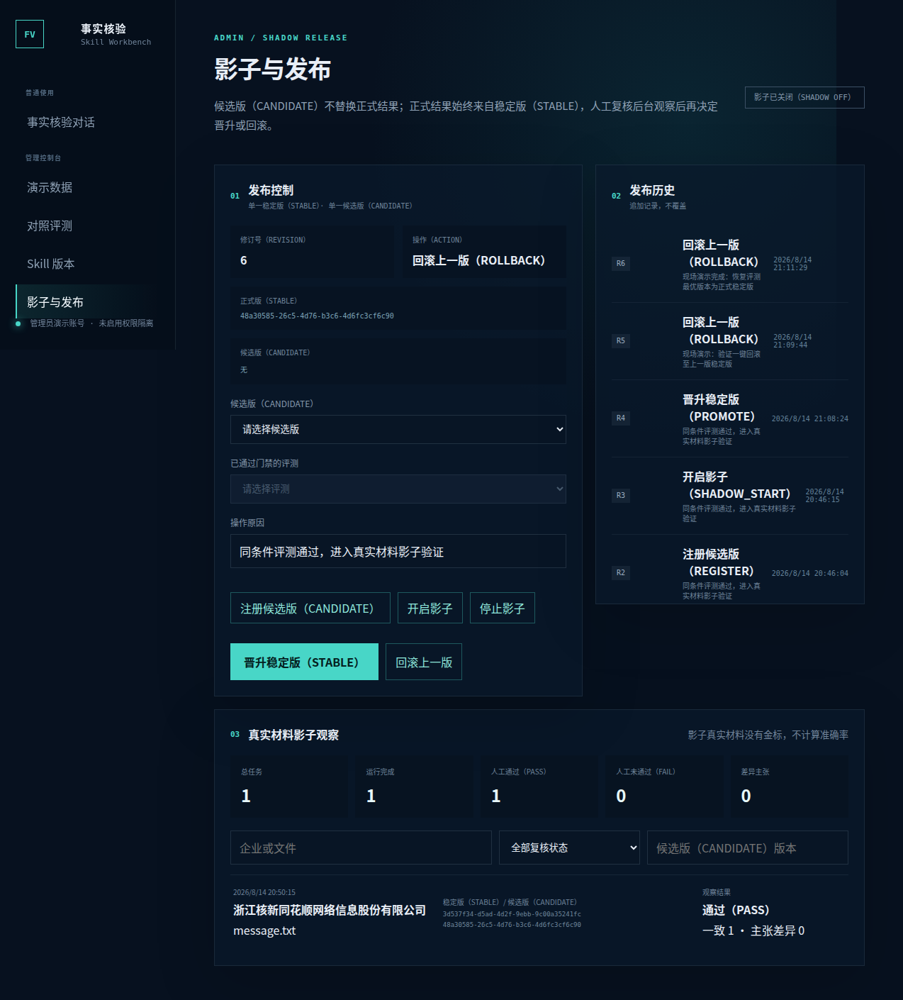 FV
事实核验
Skill Workbench
普通使用
事实核验对话
管理控制台
演示数据
对照评测
Skill 版本
影子与发布
管理员演示账号 · 未启用权限隔离
ADMIN / SHADOW RELEASE
影子与发布
候选版（CANDIDATE）不替换正式结果；正式结果始终来自稳定版（STABLE），人工复核后台观察后再决定
晋升或回滚。
影子已关闭（SHADOW OFF）
01
发布控制
单一稳定版（STABLE）· 单一候选版（CANDIDATE）
修订号（REVISION）
6
操作（ACTION）
回滚上一版（ROLLBACK）
正式版（STABLE）
48a30585-26c5-4d76-b3c6-4d6fc3cf6c90
候选版（CANDIDATE）
无
候选版（CANDIDATE）
请选择候选版
已通过门禁的评测
请选择评测
操作原因
同条件评测通过，进入真实材料影子验证
注册候选版（CANDIDATE）
开启影子
停止影子
晋升稳定版（STABLE）
回滚上一版
02
发布历史
追加记录，不覆盖
R6
回滚上一版
（ROLLBACK）
现场演示完成：恢复评测
最优版本为正式稳定版
2026/8/14
21:11:29
R5
回滚上一版
（ROLLBACK）
现场演示：验证一键回滚
至上一版稳定版
2026/8/14
21:09:44
R4
晋升稳定版
（PROMOTE）
同条件评测通过，进入真
实材料影子验证
2026/8/14 21:08:24
R3
开启影子
（SHADOW_START）
同条件评测通过，进入真实材料影子
验证
2026/8/14
20:46:15
R2
注册候选版
（REGISTER）
同条件评测通过，进入真
实材料影子验证
2026/8/14 20:46:04
03
真实材料影子观察
影子真实材料没有金标，不计算准确率
总任务
1
运行完成
1
人工通过（PASS）
1
人工未通过（FAIL）
0
差异主张
0
企业或文件
全部复核状态
候选版（CANDIDATE）版本
2026/8/14 20:50:15
浙江核新同花顺网络信息股份有限公司
message.txt
稳定版（STABLE）/ 候选版（CANDIDATE）
3d537f34-d5ad-4d2f-9ebb-9c00a35241fc
48a30585-26c5-4d76-b3c6-4d6fc3cf6c90
观察结果
通过（PASS）
一致 1 · 主张差异 0